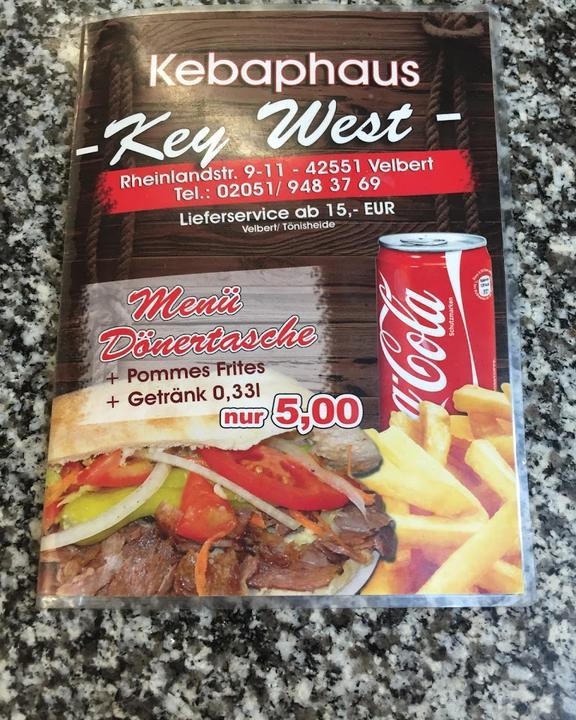 Kebaphaus
-Key West-
Rheinlandstr. 9-11 - 42551 Velbert
Tel.: 02051/ 948 37 69
Lieferservice ab 15,- EUR
Velbert/ Tönisheide
Menü
Dönertasche
+ Pommes Frites
+ Getränk 0,33l
nur 5,00
Cola
Schutzmarken